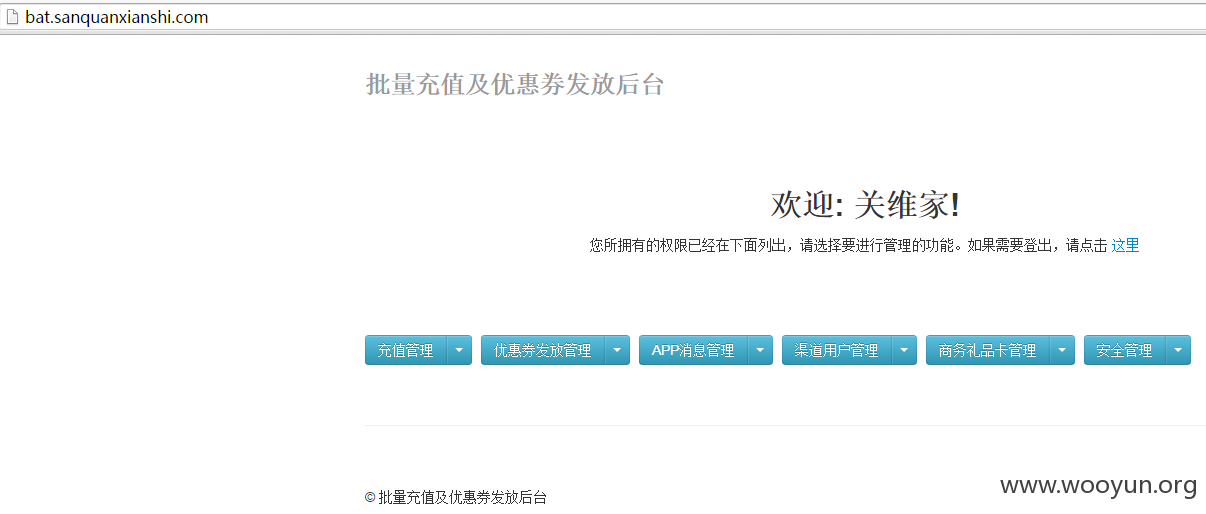 bat.sanquanxianshi.com
批量充值及优惠券发放后台
欢迎: 关维家!
您所拥有的权限已经在下面列出，请选择要进行管理的功能。如果需要登出，请点击 这里
充值管理 优惠券发放管理 APP消息管理 渠道用户管理 商务礼品卡管理 安全管理
© 批量充值及优惠券发放后台
www.wooyun.org